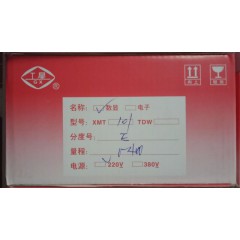 工星
名称：☑数显 □电子
型号：XMT 101 TDW
分度号：E
量程：0-400
电源：☑220V □380V